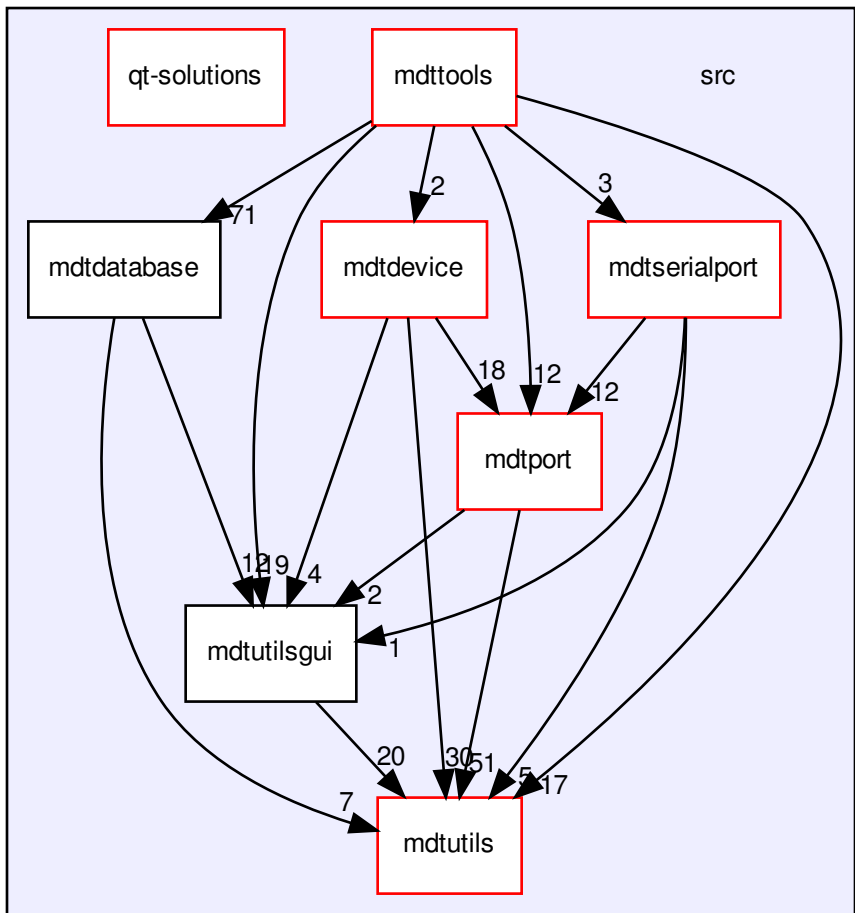 qt-solutions
mdttools
src
71
2
3
mdtdatabase
mdtdevice
mdtserialport
18
12
12
mdtport
12
19
4
2
mdtutilsgui
1
20
30
51
5
17
7
mdtutils